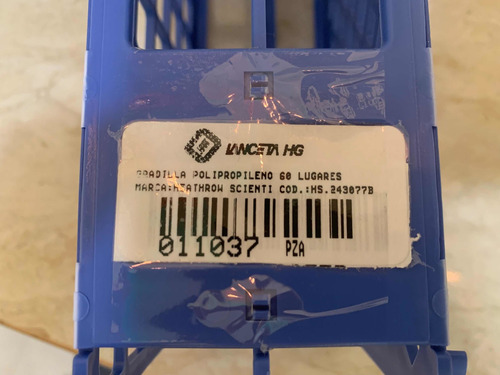 LANCETA HG
GRADILLA POLIPROPILENO 60 LUGARES
MARCA:HEATHROW SCIENTI COD.:HS.243077B
011037 PZA